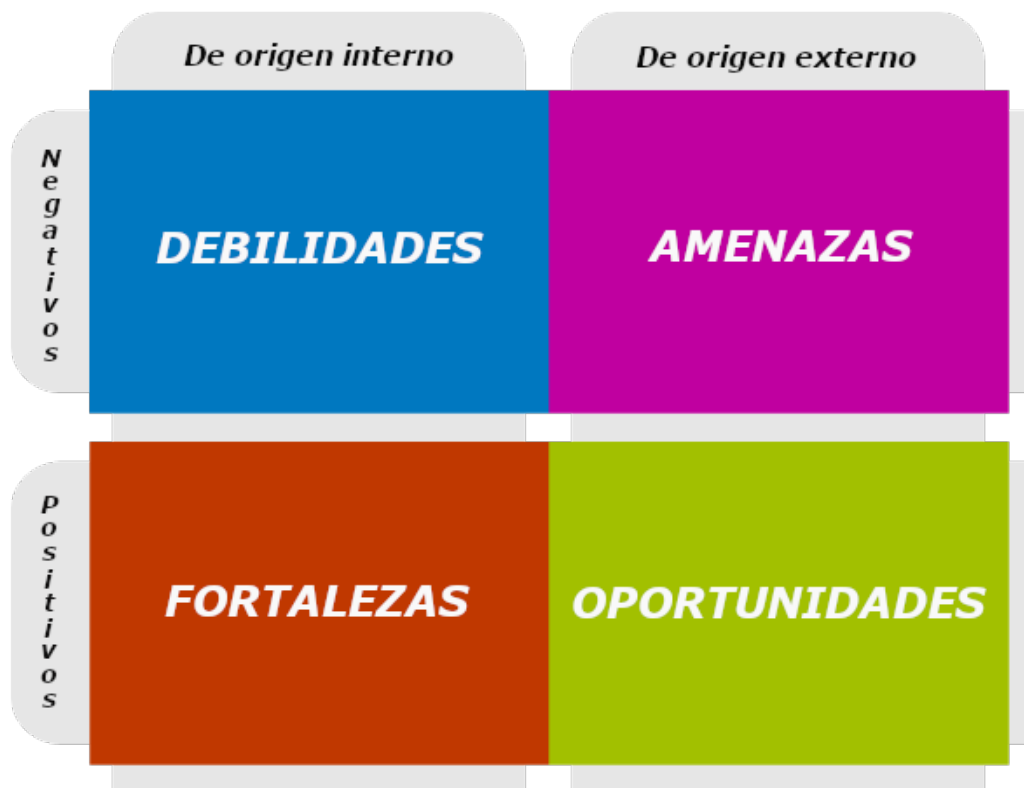 De origen interno
De origen externo
Negativos
DEBILIDADES
AMENAZAS
Positivos
FORTALEZAS
OPORTUNIDADES